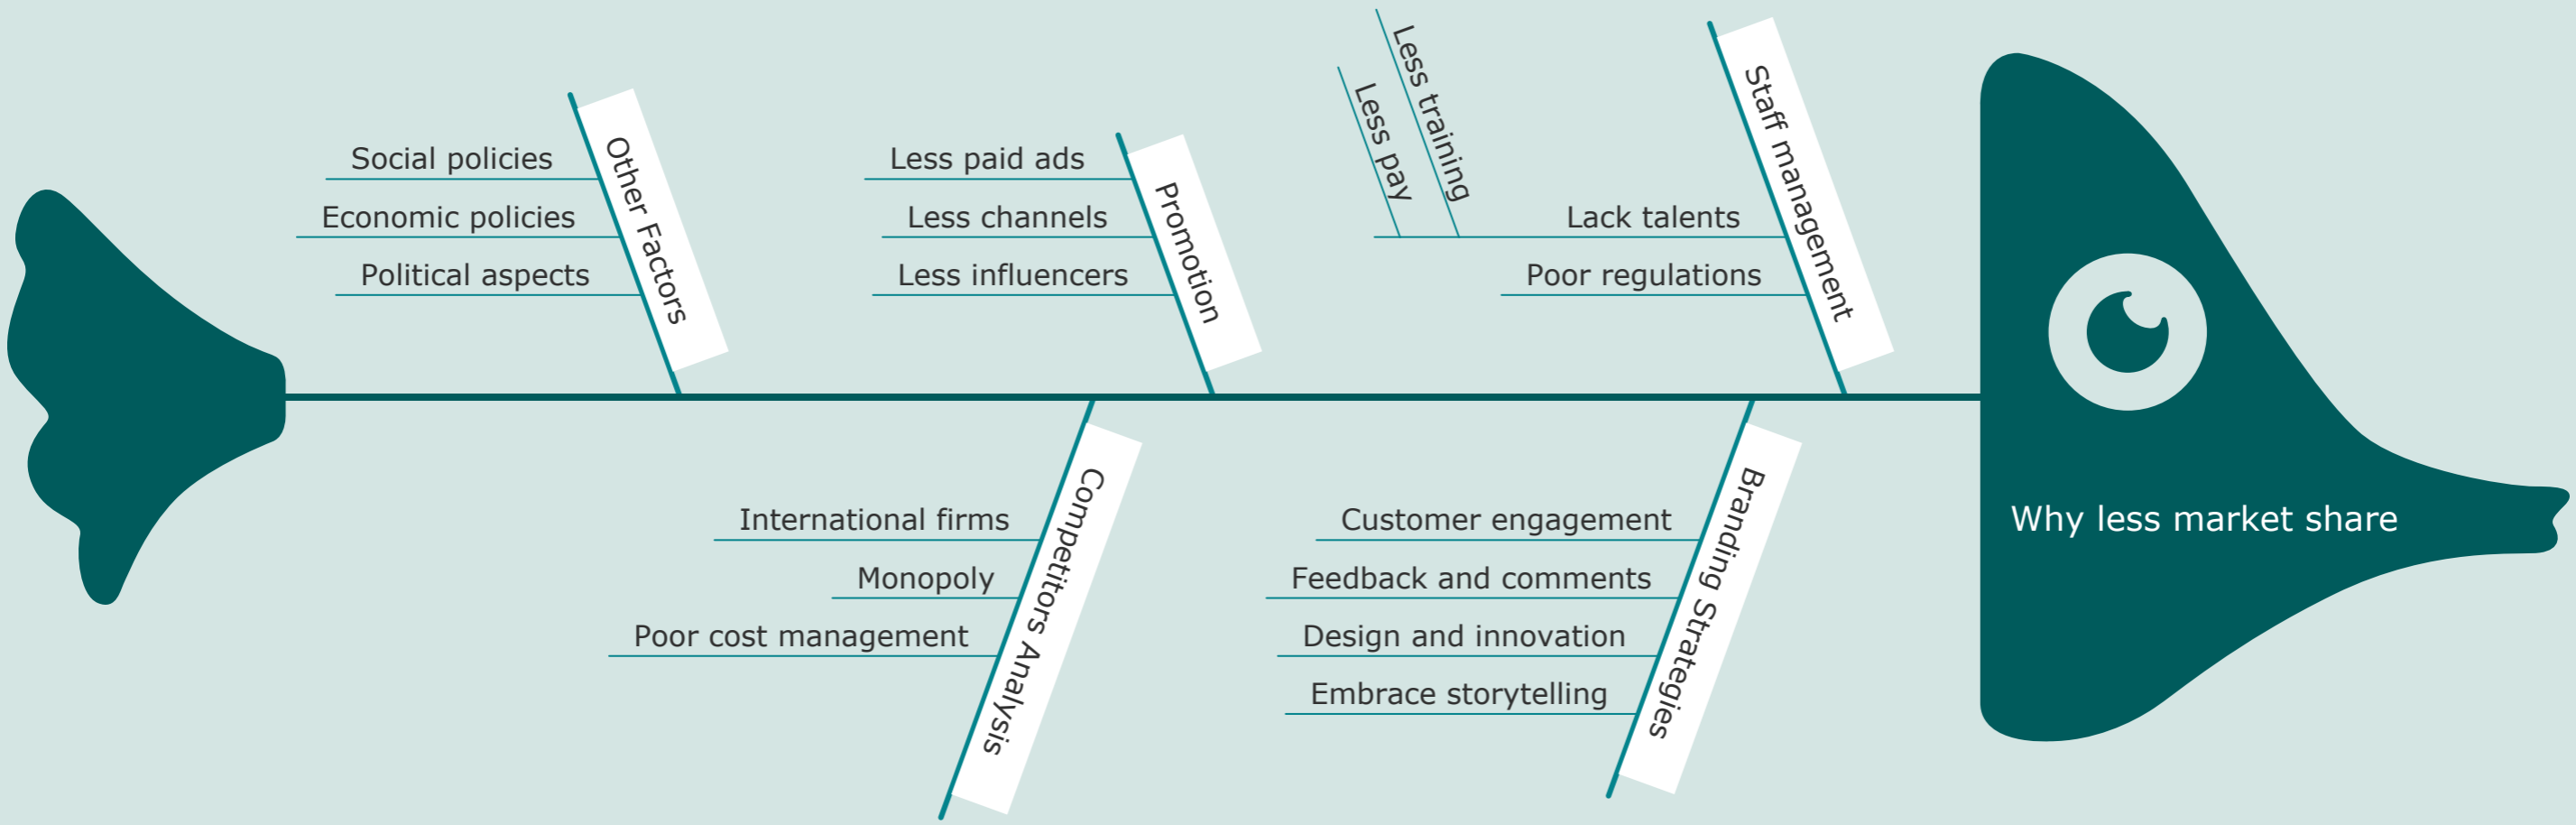 Other Factors
Social policies
Economic policies
Political aspects
Promotion
Less paid ads
Less channels
Less influencers
Staff management
Less training
Less pay
Lack talents
Poor regulations
Competitors Analysis
International firms
Monopoly
Poor cost management
Branding Strategies
Customer engagement
Feedback and comments
Design and innovation
Embrace storytelling
Why less market share